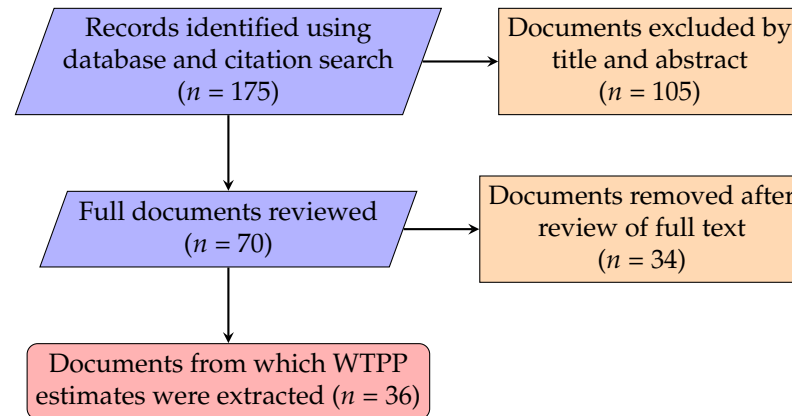 Records identified using
database and citation search
(n = 175)
Documents excluded by
title and abstract
(n = 105)
Full documents reviewed
(n = 70)
Documents removed after
review of full text
(n = 34)
Documents from which WTPP
estimates were extracted (n = 36)